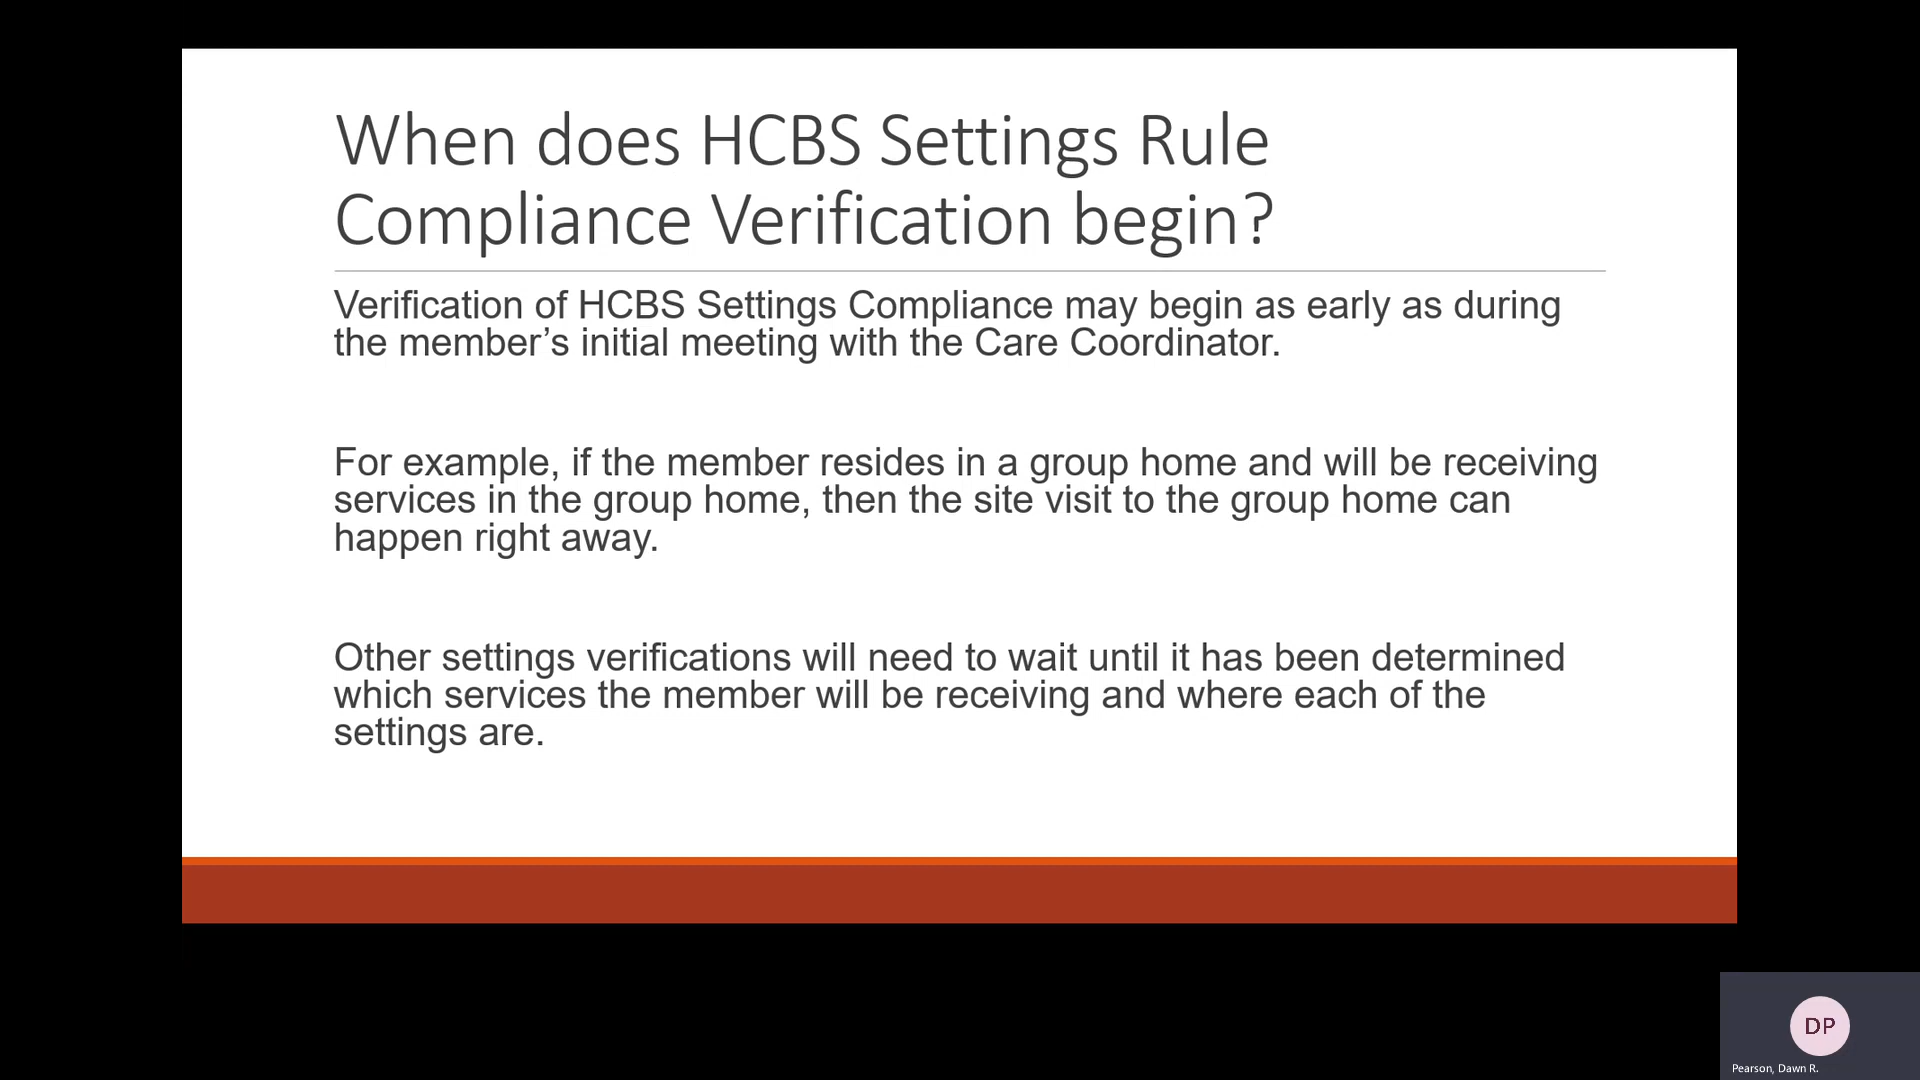 When does HCBS Settings Rule
Compliance Verification begin?
Verification of HCBS Settings Compliance may begin as early as during
the member’s initial meeting with the Care Coordinator.
For example, if the member resides in a group home and will be receiving
services in the group home, then the site visit to the group home can
happen right away.
Other settings verifications will need to wait until it has been determined
which services the member will be receiving and where each of the
settings are.
DP
Pearson, Dawn R.